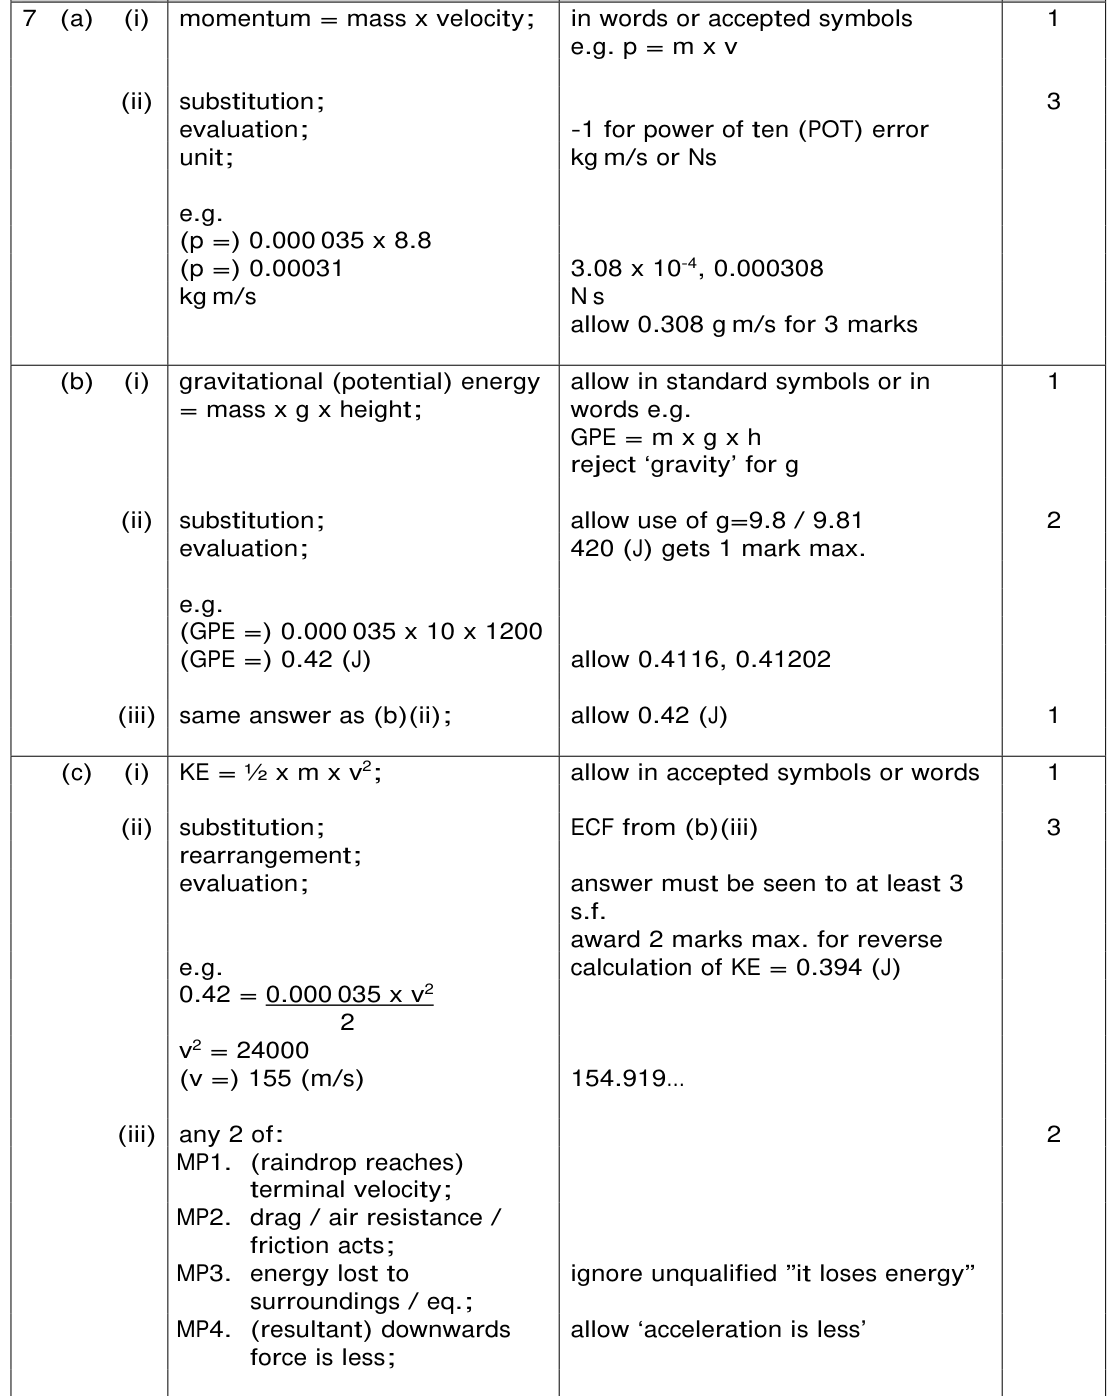 7 (a) (i) momentum = mass x velocity; in words or accepted symbols 1
e.g. p = m x v
(ii) substitution; 3
evaluation; -1 for power of ten (POT) error
unit; kg m/s or Ns
e.g.
(p =) 0.000 035 x 8.8
(p =) 0.00031 3.08 x 10⁻⁴, 0.000308
kg m/s N s
allow 0.308 g m/s for 3 marks
(b) (i) gravitational (potential) energy allow in standard symbols or in 1
= mass x g x height; words e.g.
GPE = m x g x h
reject ‘gravity’ for g
(ii) substitution; allow use of g=9.8 / 9.81 2
evaluation; 420 (J) gets 1 mark max.
e.g.
(GPE =) 0.000 035 x 10 x 1200
(GPE =) 0.42 (J) allow 0.4116, 0.41202
(iii) same answer as (b)(ii); allow 0.42 (J) 1
(c) (i) KE = ½ x m x v²; allow in accepted symbols or words 1
(ii) substitution; ECF from (b)(iii) 3
rearrangement;
evaluation; answer must be seen to at least 3
s.f.
award 2 marks max. for reverse
e.g. calculation of KE = 0.394 (J)
0.42 = 0.000 035 x v²
2
v² = 24000
(v =) 155 (m/s) 154.919...
(iii) any 2 of: 2
MP1. (raindrop reaches)
terminal velocity;
MP2. drag / air resistance /
friction acts;
MP3. energy lost to ignore unqualified ”it loses energy”
surroundings / eq.;
MP4. (resultant) downwards allow ‘acceleration is less’
force is less;